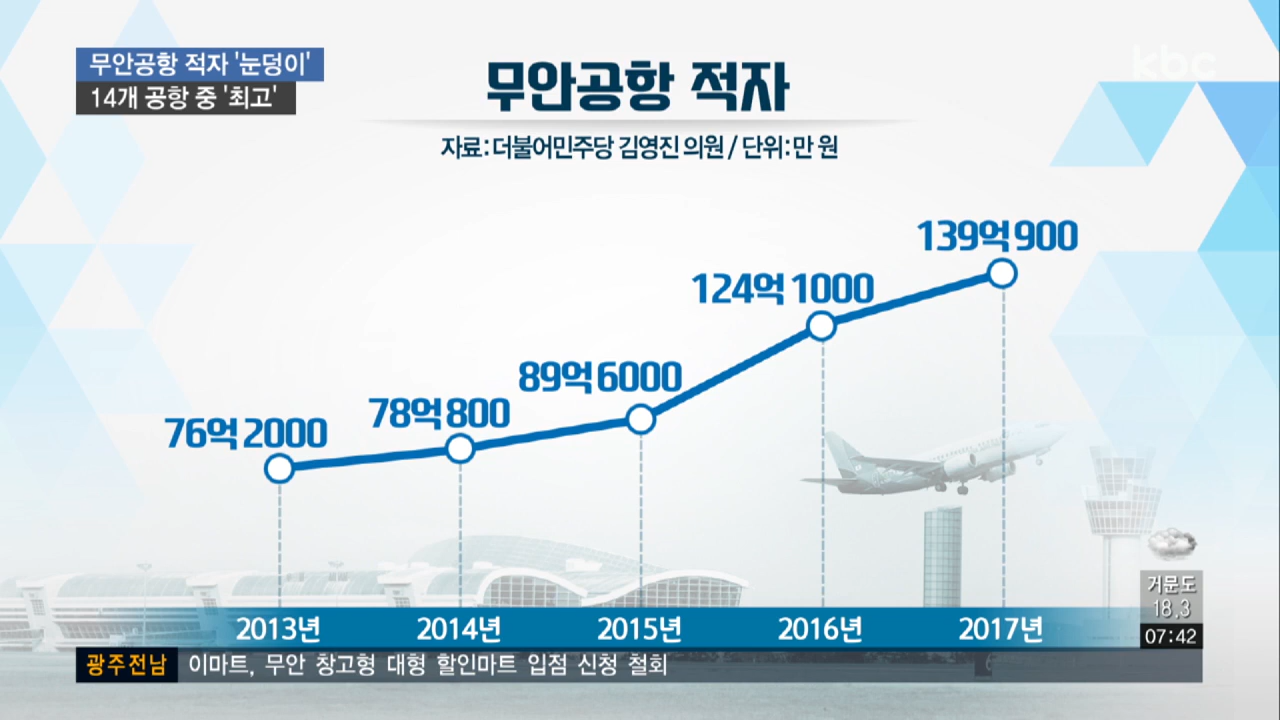 무안공항 적자 '눈덩이'
14개 공항 중 '최고'
kbc
무안공항 적자
자료:더불어민주당 김영진 의원 / 단위:만 원
139억 900
124억 1000
89억 6000
78억 800
76억 2000
2013년 2014년 2015년 2016년 2017년
거문도
18.3
07:42
광주전남 이마트, 무안 창고형 대형 할인마트 입점 신청 철회